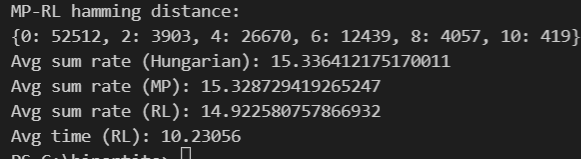 MP-RL hamming distance:
{0: 52512, 2: 3903, 4: 26670, 6: 12439, 8: 4057, 10: 419}
Avg sum rate (Hungarian): 15.336412175170011
Avg sum rate (MP): 15.328729419265247
Avg sum rate (RL): 14.922580757866932
Avg time (RL): 10.23056